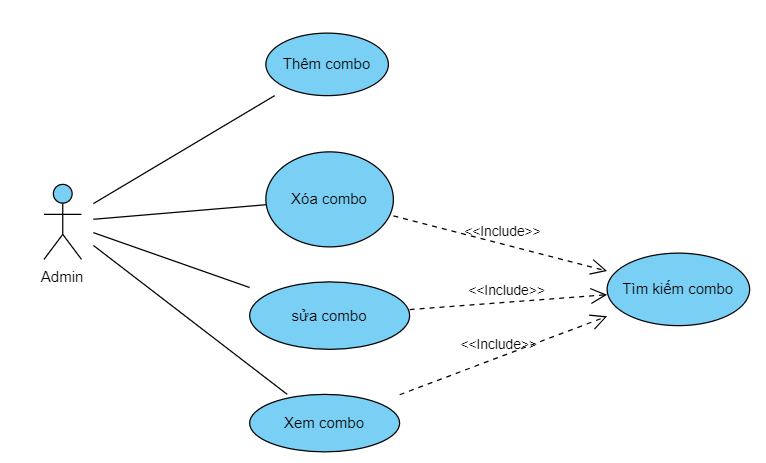 Thêm combo
Xóa combo
<<Include>>
Admin
Tìm kiếm combo
<<Include>>
sửa combo
<<Include>>
Xem combo